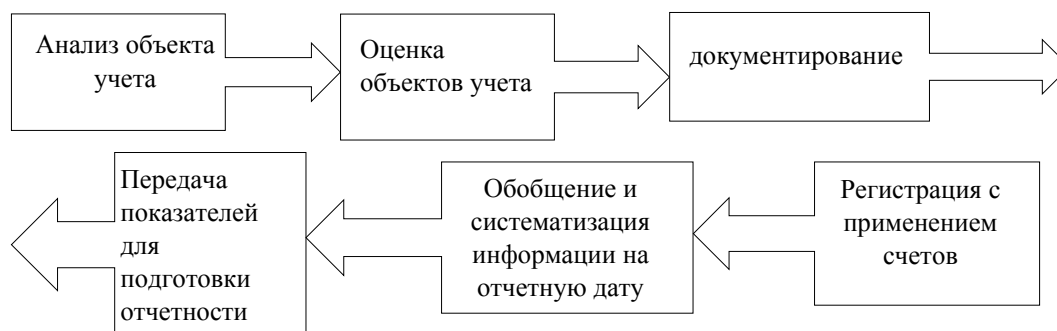 Анализ объекта
учета
Оценка
объектов учета
документирование
Передача
показателей
для
подготовки
отчетности
Обобщение и
систематизация
информации на
отчетную дату
Регистрация с
применением
счетов